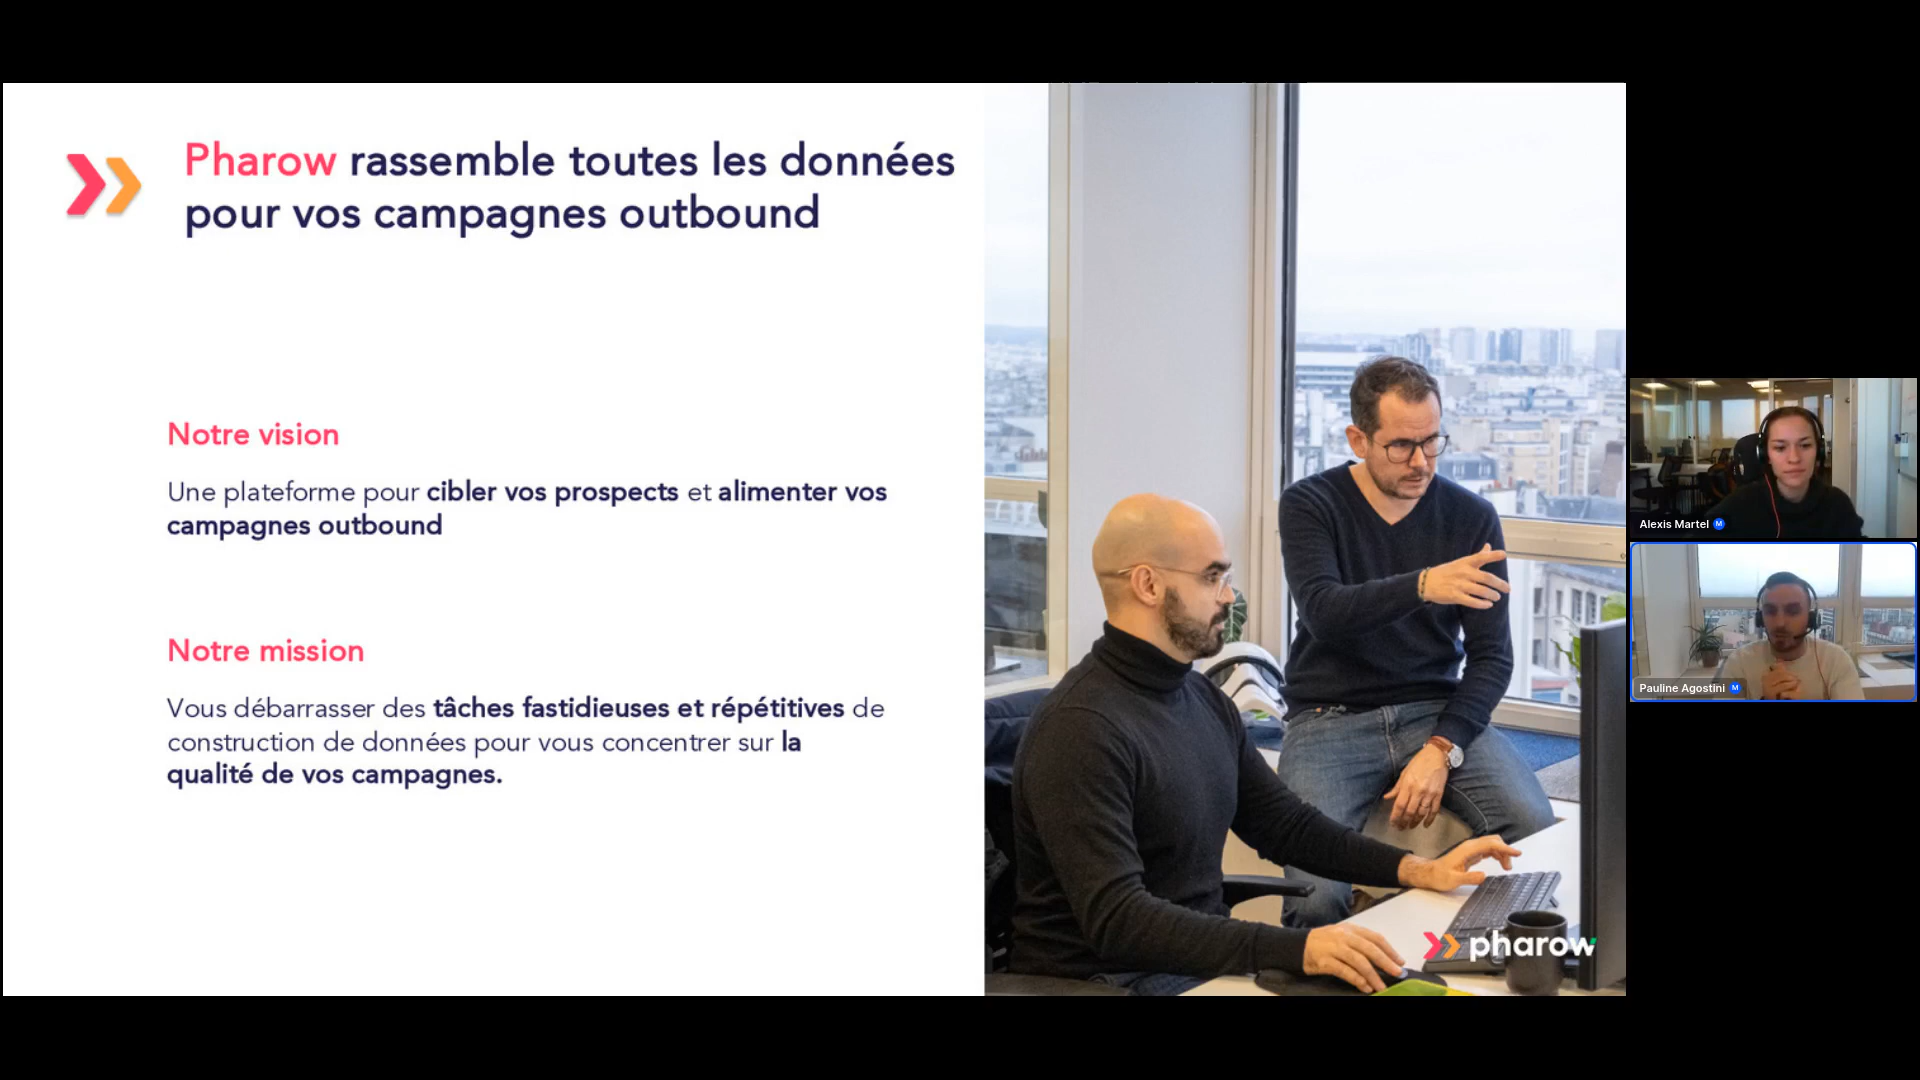 Pharow rassemble toutes les données
pour vos campagnes outbound
Notre vision
Une plateforme pour cibler vos prospects et alimenter vos
campagnes outbound
Notre mission
Vous débarrasser des tâches fastidieuses et répétitives de
construction de données pour vous concentrer sur la
qualité de vos campagnes.
pharow
Alexis Martel M
Pauline Agostini M